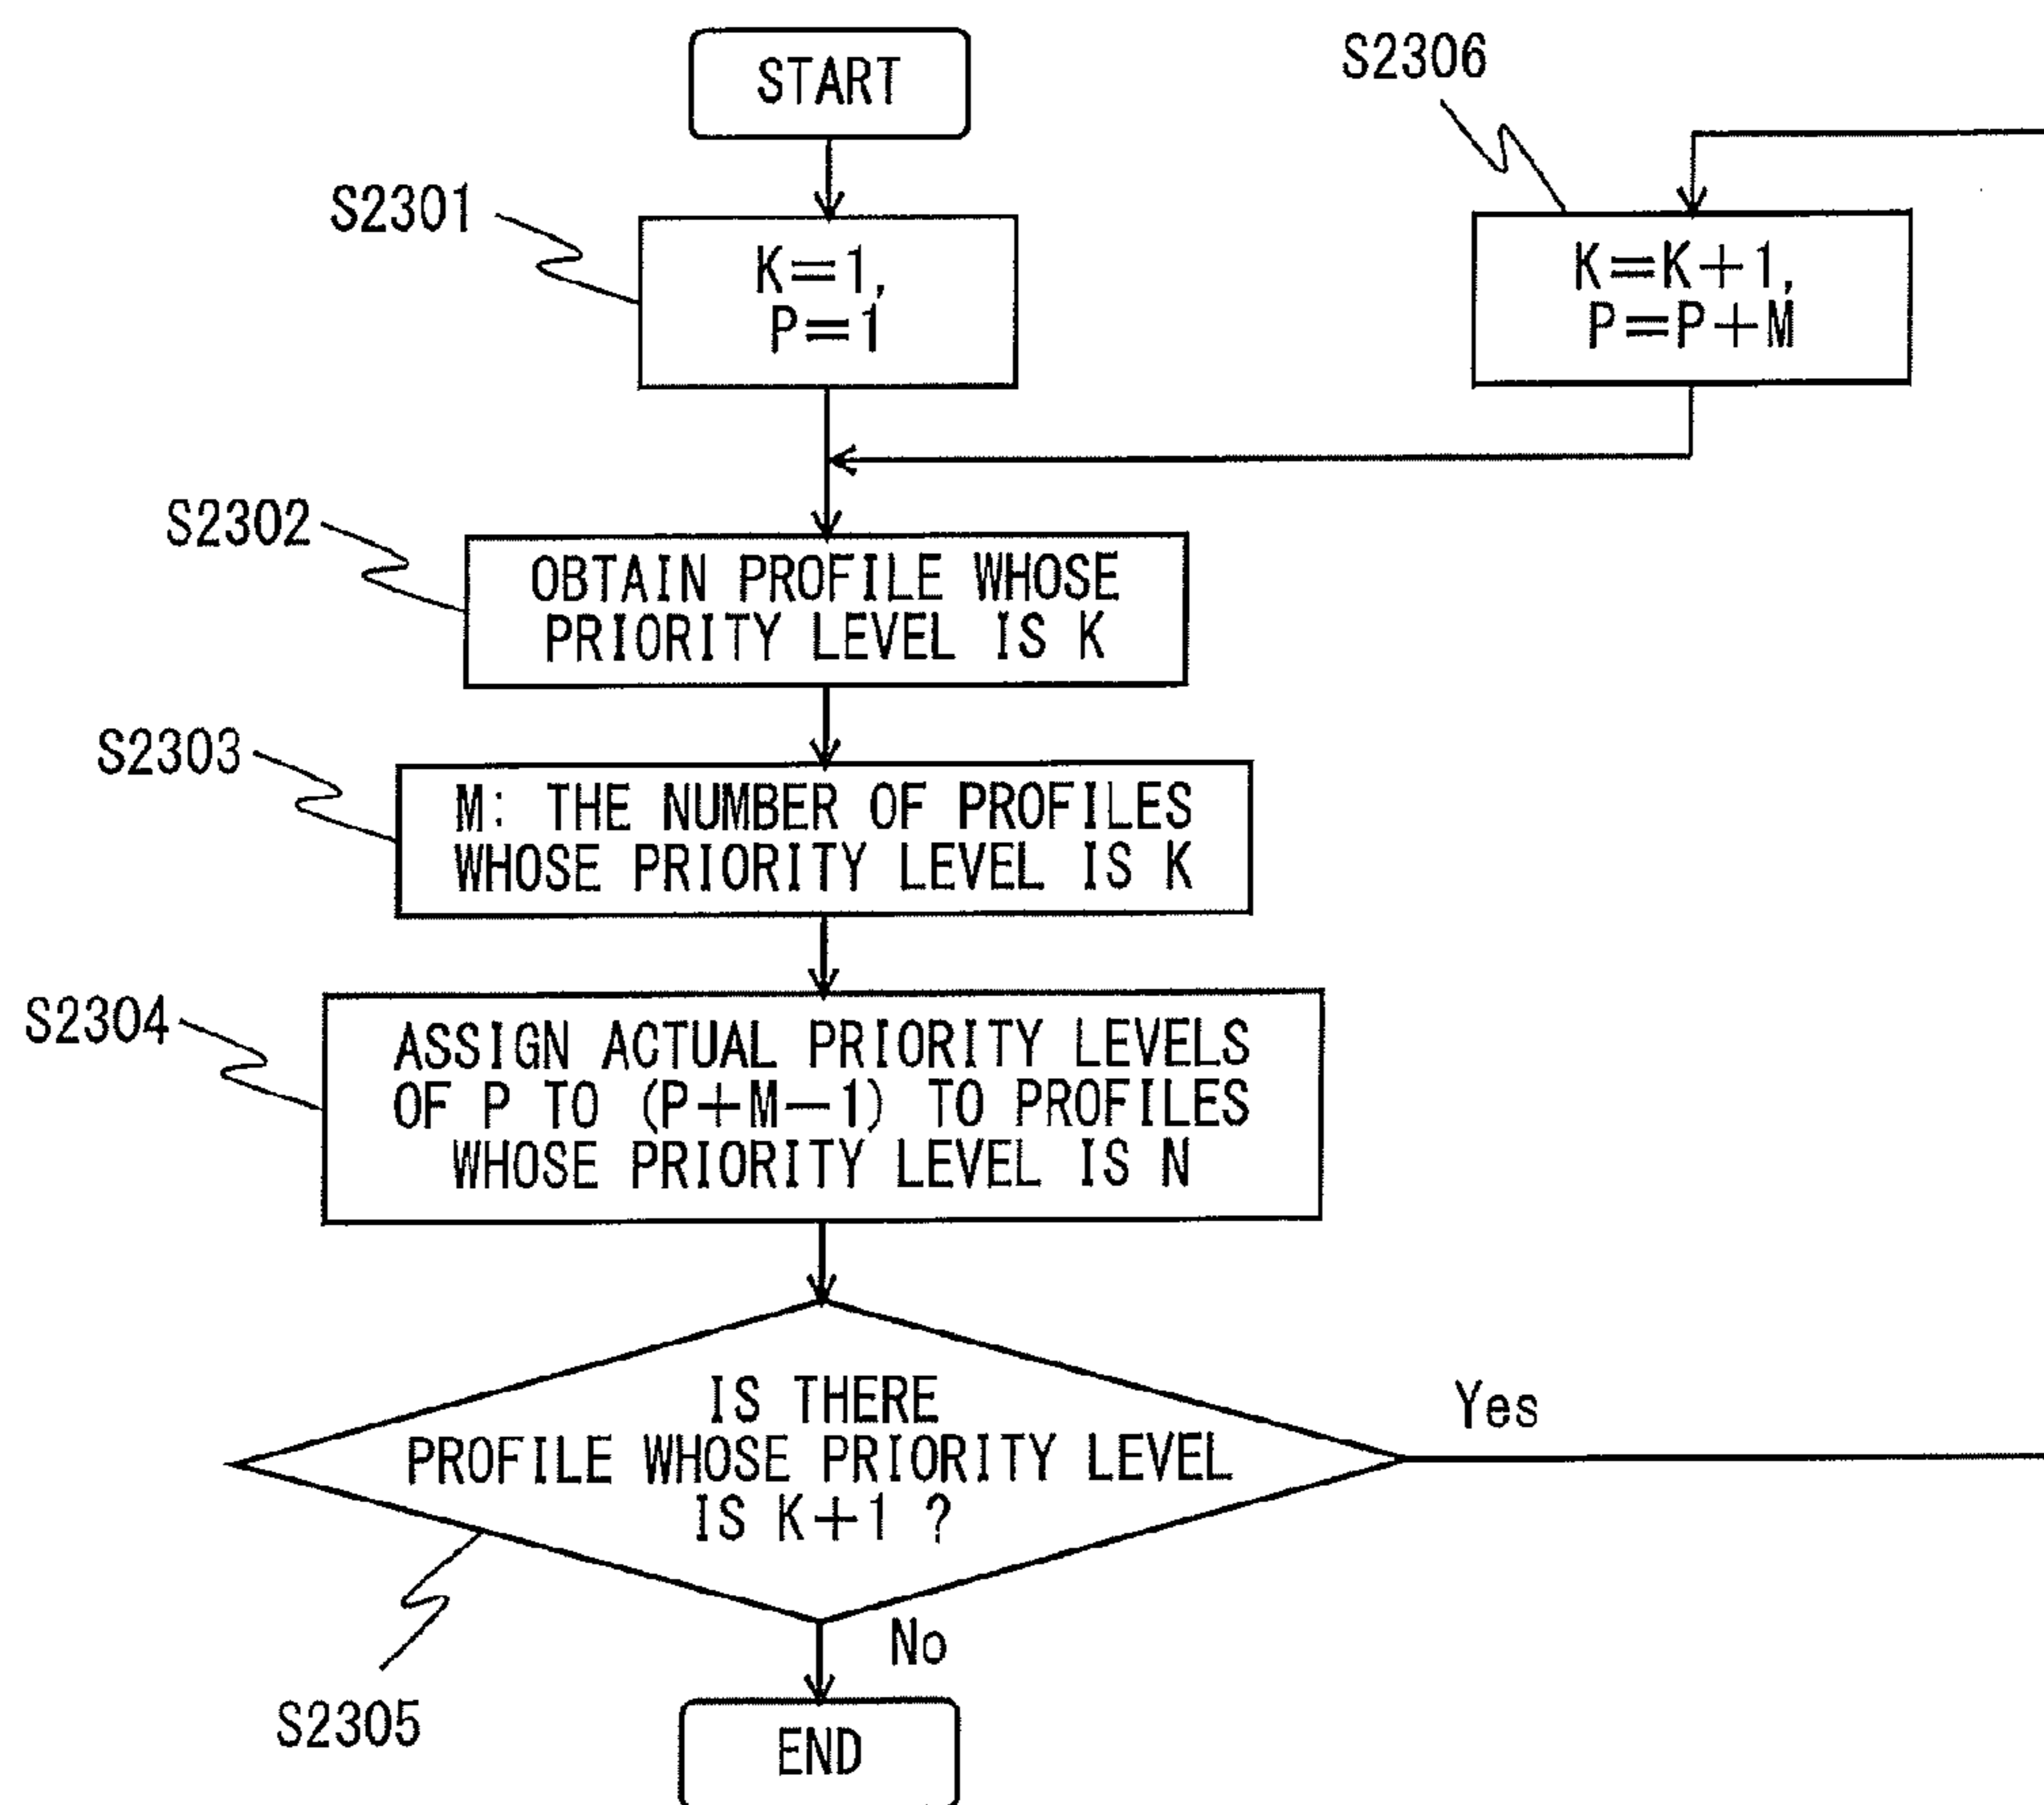 START
S2306
S2301
K=1,
P=1
K=K+1,
P=P+M
S2302
OBTAIN PROFILE WHOSE
PRIORITY LEVEL IS K
S2303
M: THE NUMBER OF PROFILES
WHOSE PRIORITY LEVEL IS K
S2304
ASSIGN ACTUAL PRIORITY LEVELS
OF P TO (P+M−1) TO PROFILES
WHOSE PRIORITY LEVEL IS N
IS THERE
PROFILE WHOSE PRIORITY LEVEL
IS K+1 ?
Yes
No
S2305
END